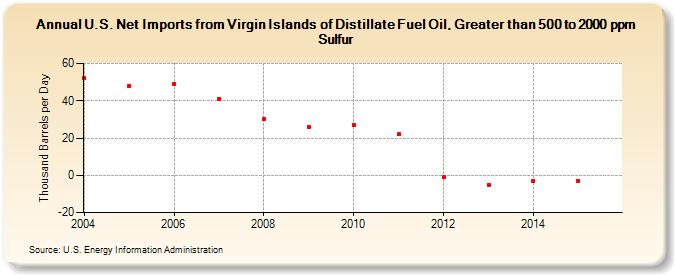 Annual U.S. Net Imports from Virgin Islands of Distillate Fuel Oil, Greater than 500 to 2000 ppm
Sulfur
Thousand Barrels per Day
60
40
20
0
-20
2004 2006 2008 2010 2012 2014
Source: U.S. Energy Information Administration